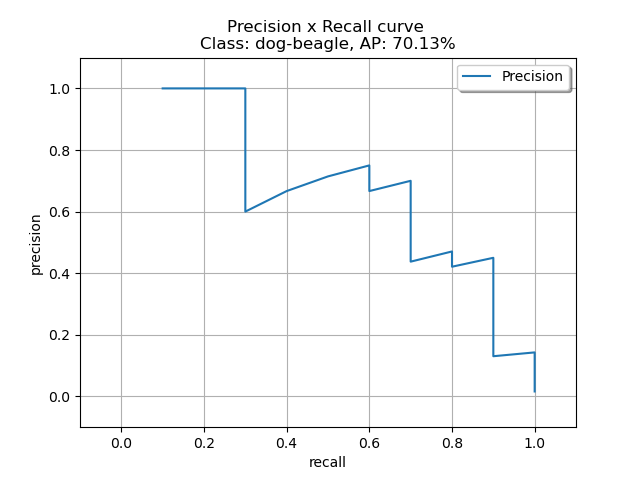 Precision x Recall curve
Class: dog-beagle, AP: 70.13%
Precision
1.0
0.8
0.6
0.4
0.2
0.0
precision
0.0 0.2 0.4 0.6 0.8 1.0
recall